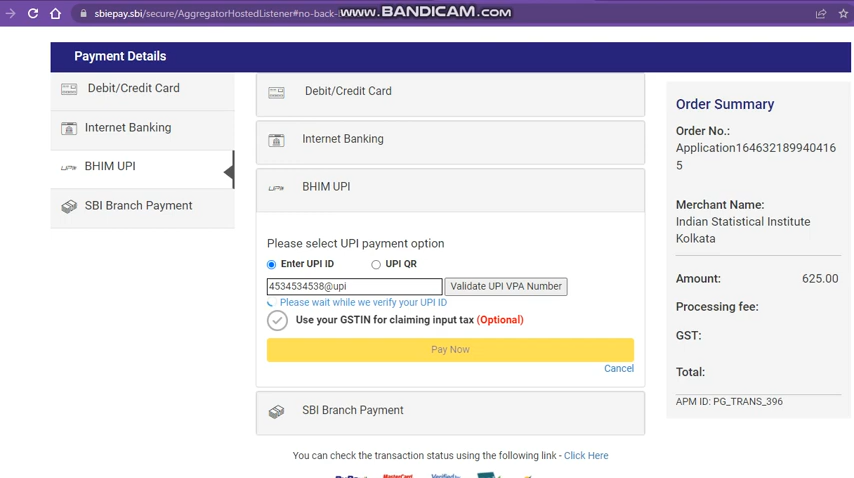 sbiepay.sbi/secure/AggregatorHostedListener#no-back-
www.BANDICAM.com
Payment Details
Debit/Credit Card
Internet Banking
BHIM UPI
SBI Branch Payment
Debit/Credit Card
Internet Banking
BHIM UPI
Please select UPI payment option
Enter UPI ID UPI QR
4534534538@upi Validate UPI VPA Number
Please wait while we verify your UPI ID
Use your GSTIN for claiming input tax (Optional)
Pay Now
Cancel
SBI Branch Payment
You can check the transaction status using the following link - Click Here
Order Summary
Order No.:
Application164632189940416
5
Merchant Name:
Indian Statistical Institute
Kolkata
Amount: 625.00
Processing fee:
GST:
Total:
APM ID: PG_TRANS_396